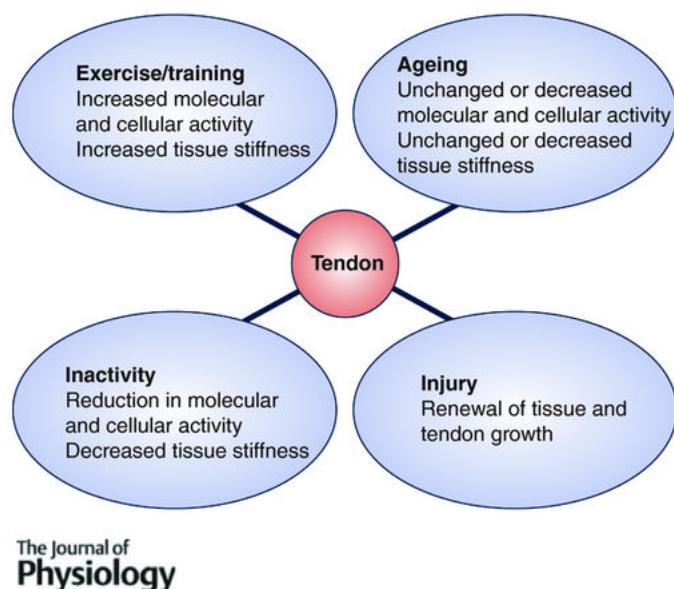 Exercise/training
Increased molecular
and cellular activity
Increased tissue stiffness
Ageing
Unchanged or decreased
molecular and cellular activity
Unchanged or decreased
tissue stiffness
Tendon
Inactivity
Reduction in molecular
and cellular activity
Decreased tissue stiffness
Injury
Renewal of tissue and
tendon growth
The Journal of
Physiology